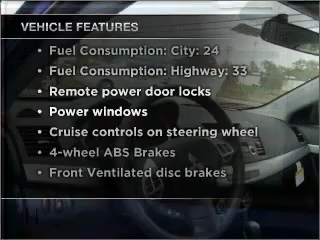 VEHICLE FEATURES
• Fuel Consumption: City: 24
• Fuel Consumption: Highway: 33
• Remote power door locks
• Power windows
• Cruise controls on steering wheel
• 4-wheel ABS Brakes
• Front Ventilated disc brakes